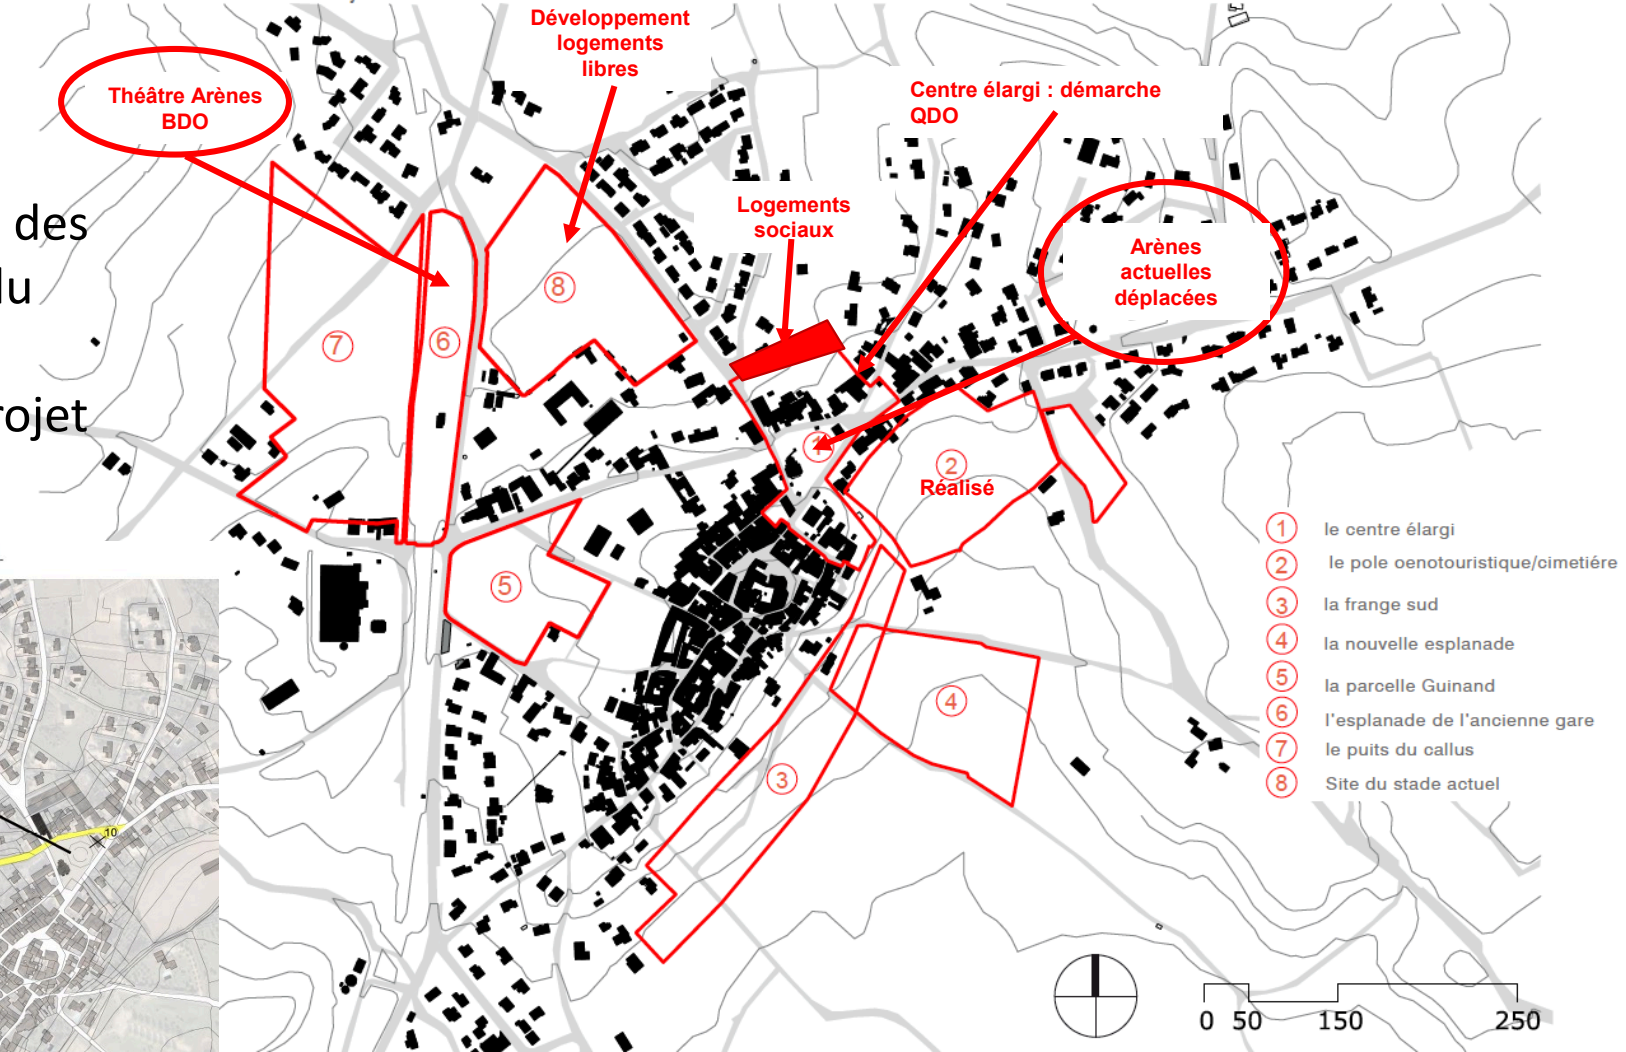 Développement
logements
libres
Théâtre Arènes
BDO
Centre élargi : démarche
QDO
Logements
sociaux
Arènes
actuelles
déplacées
des
du
rojet
8
7
6
1
2
Réalisé
5
4
3
1 le centre élargi
2 le pole oenotouristique/cimetiére
3 la frange sud
4 la nouvelle esplanade
5 la parcelle Guinand
6 l'esplanade de l'ancienne gare
7 le puits du callus
8 Site du stade actuel
10
0 50 150 250